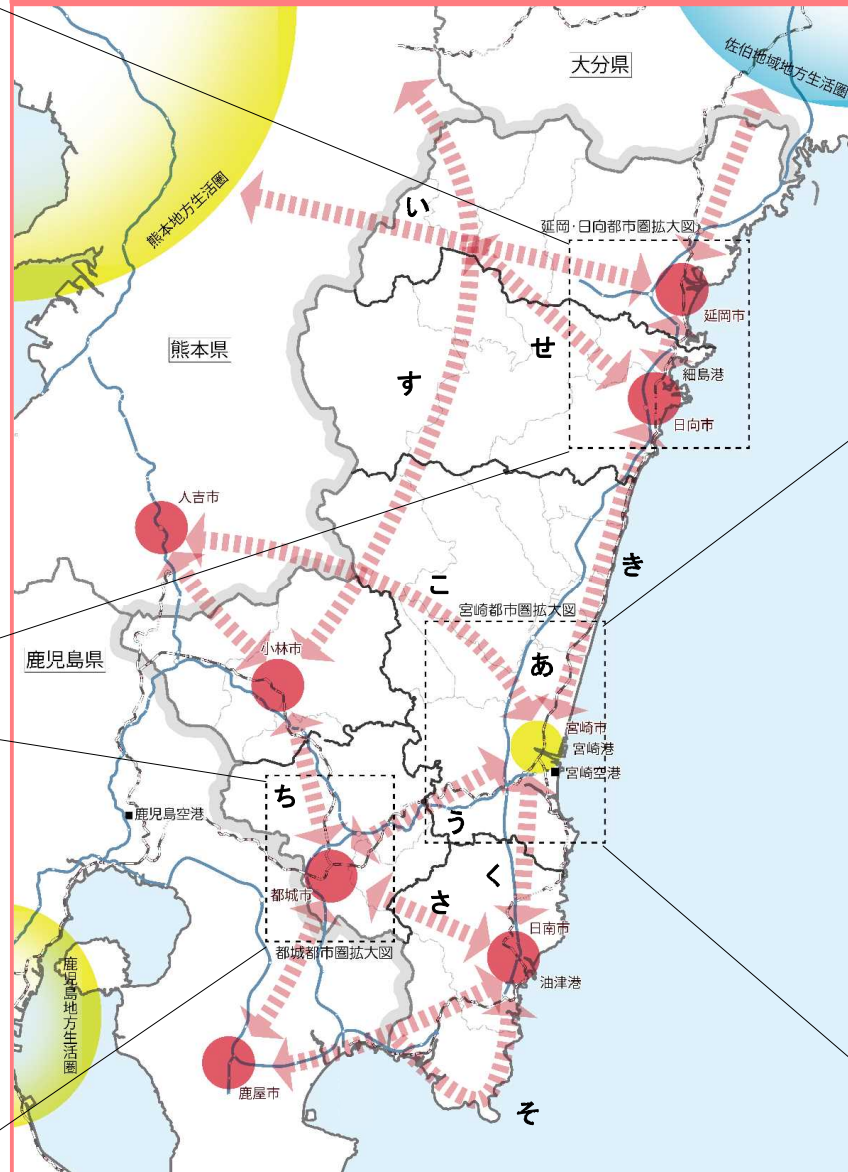 大分県
佐伯地域地方生活圏
熊本地方生活圏
い
延岡・日向都市圏拡大図
延岡市
せ
熊本県
す
細島港
日向市
人吉市
き
こ
宮崎都市圏拡大図
鹿児島県
小林市
あ
宮崎市
宮崎港
宮崎空港
ち
鹿児島空港
う
く
都城市
さ
日南市
都城都市圏拡大図
油津港
鹿児島地方生活圏
鹿屋市
そ